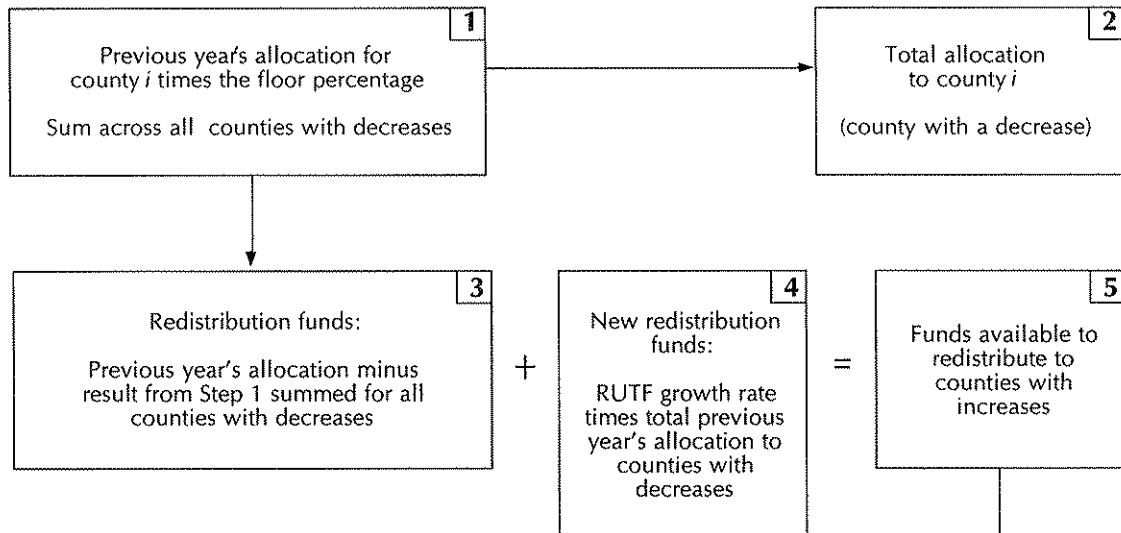 1
Previous year's allocation for
county i times the floor percentage
Sum across all counties with decreases
2
Total allocation
to county i
(county with a decrease)
3
Redistribution funds:
Previous year's allocation minus
result from Step 1 summed for all
counties with decreases
+
4
New redistribution
funds:
RUTF growth rate
times total previous
year's allocation to
counties with
decreases
=
5
Funds available to
redistribute to
counties with
increases